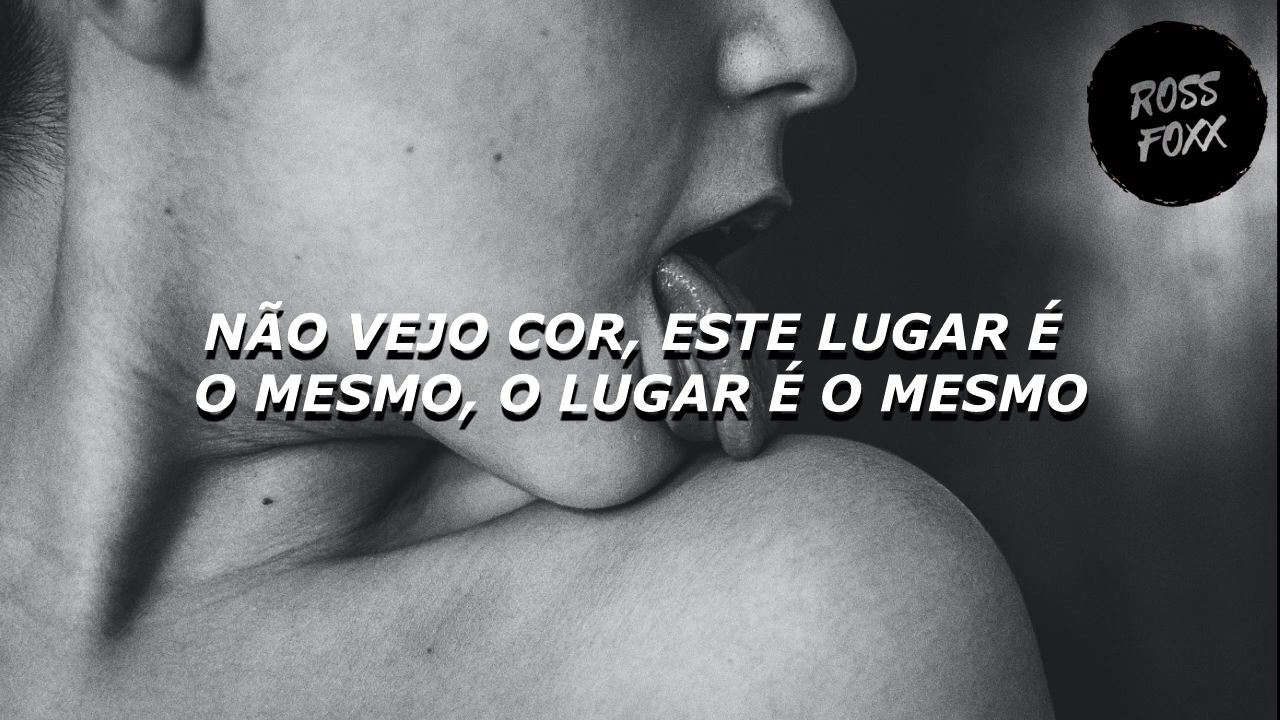 ROSS
FOXX
NÃO VEJO COR, ESTE LUGAR É
O MESMO, O LUGAR É O MESMO